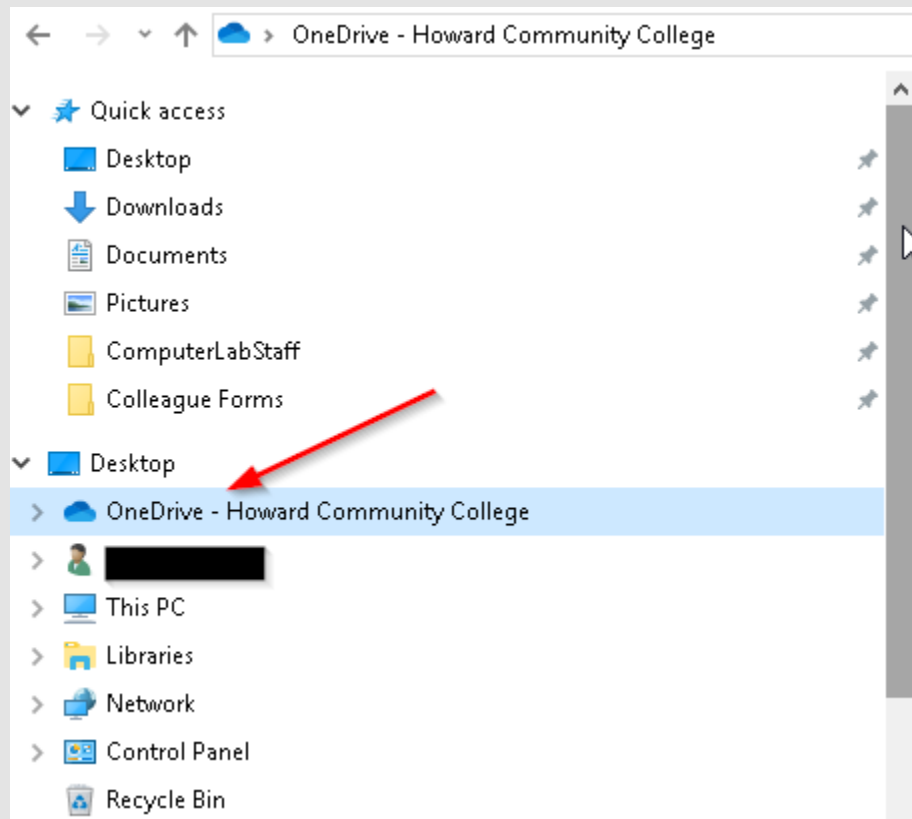 OneDrive - Howard Community College
Quick access
Desktop
Downloads
Documents
Pictures
ComputerLabStaff
Colleague Forms
Desktop
OneDrive - Howard Community College
This PC
Libraries
Network
Control Panel
Recycle Bin